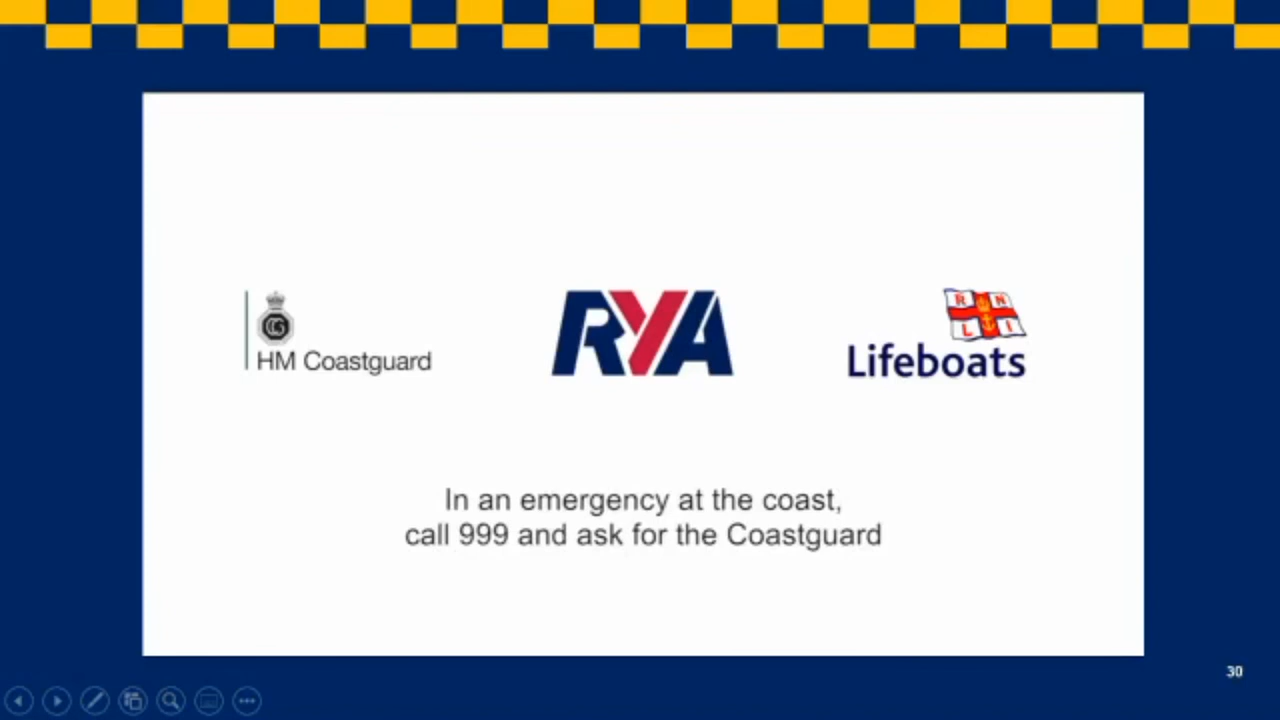 HM Coastguard
RYA
R N
L I
Lifeboats
In an emergency at the coast,
call 999 and ask for the Coastguard
30